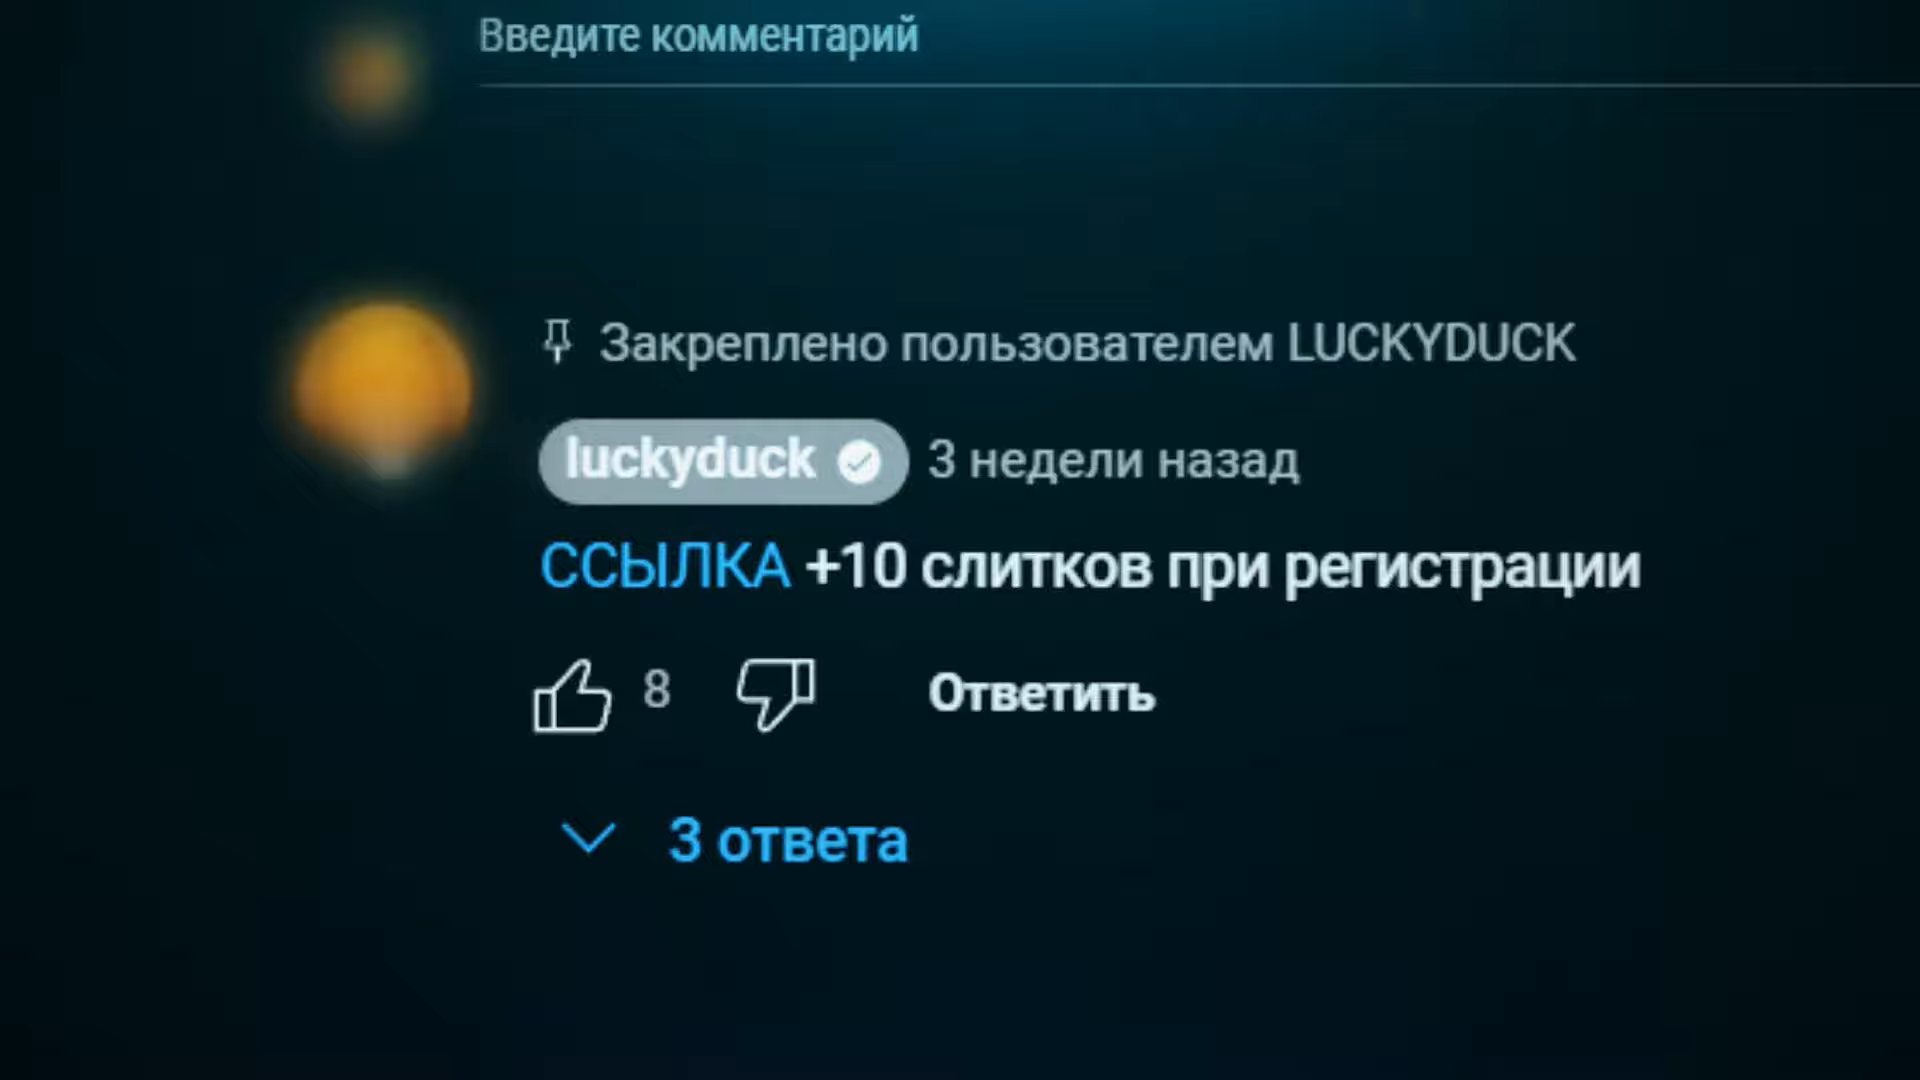 Введите комментарий
Закреплено пользователем LUCKYDUCK
luckyduck 3 недели назад
ССЫЛКА +10 слитков при регистрации
8 Ответить
3 ответа